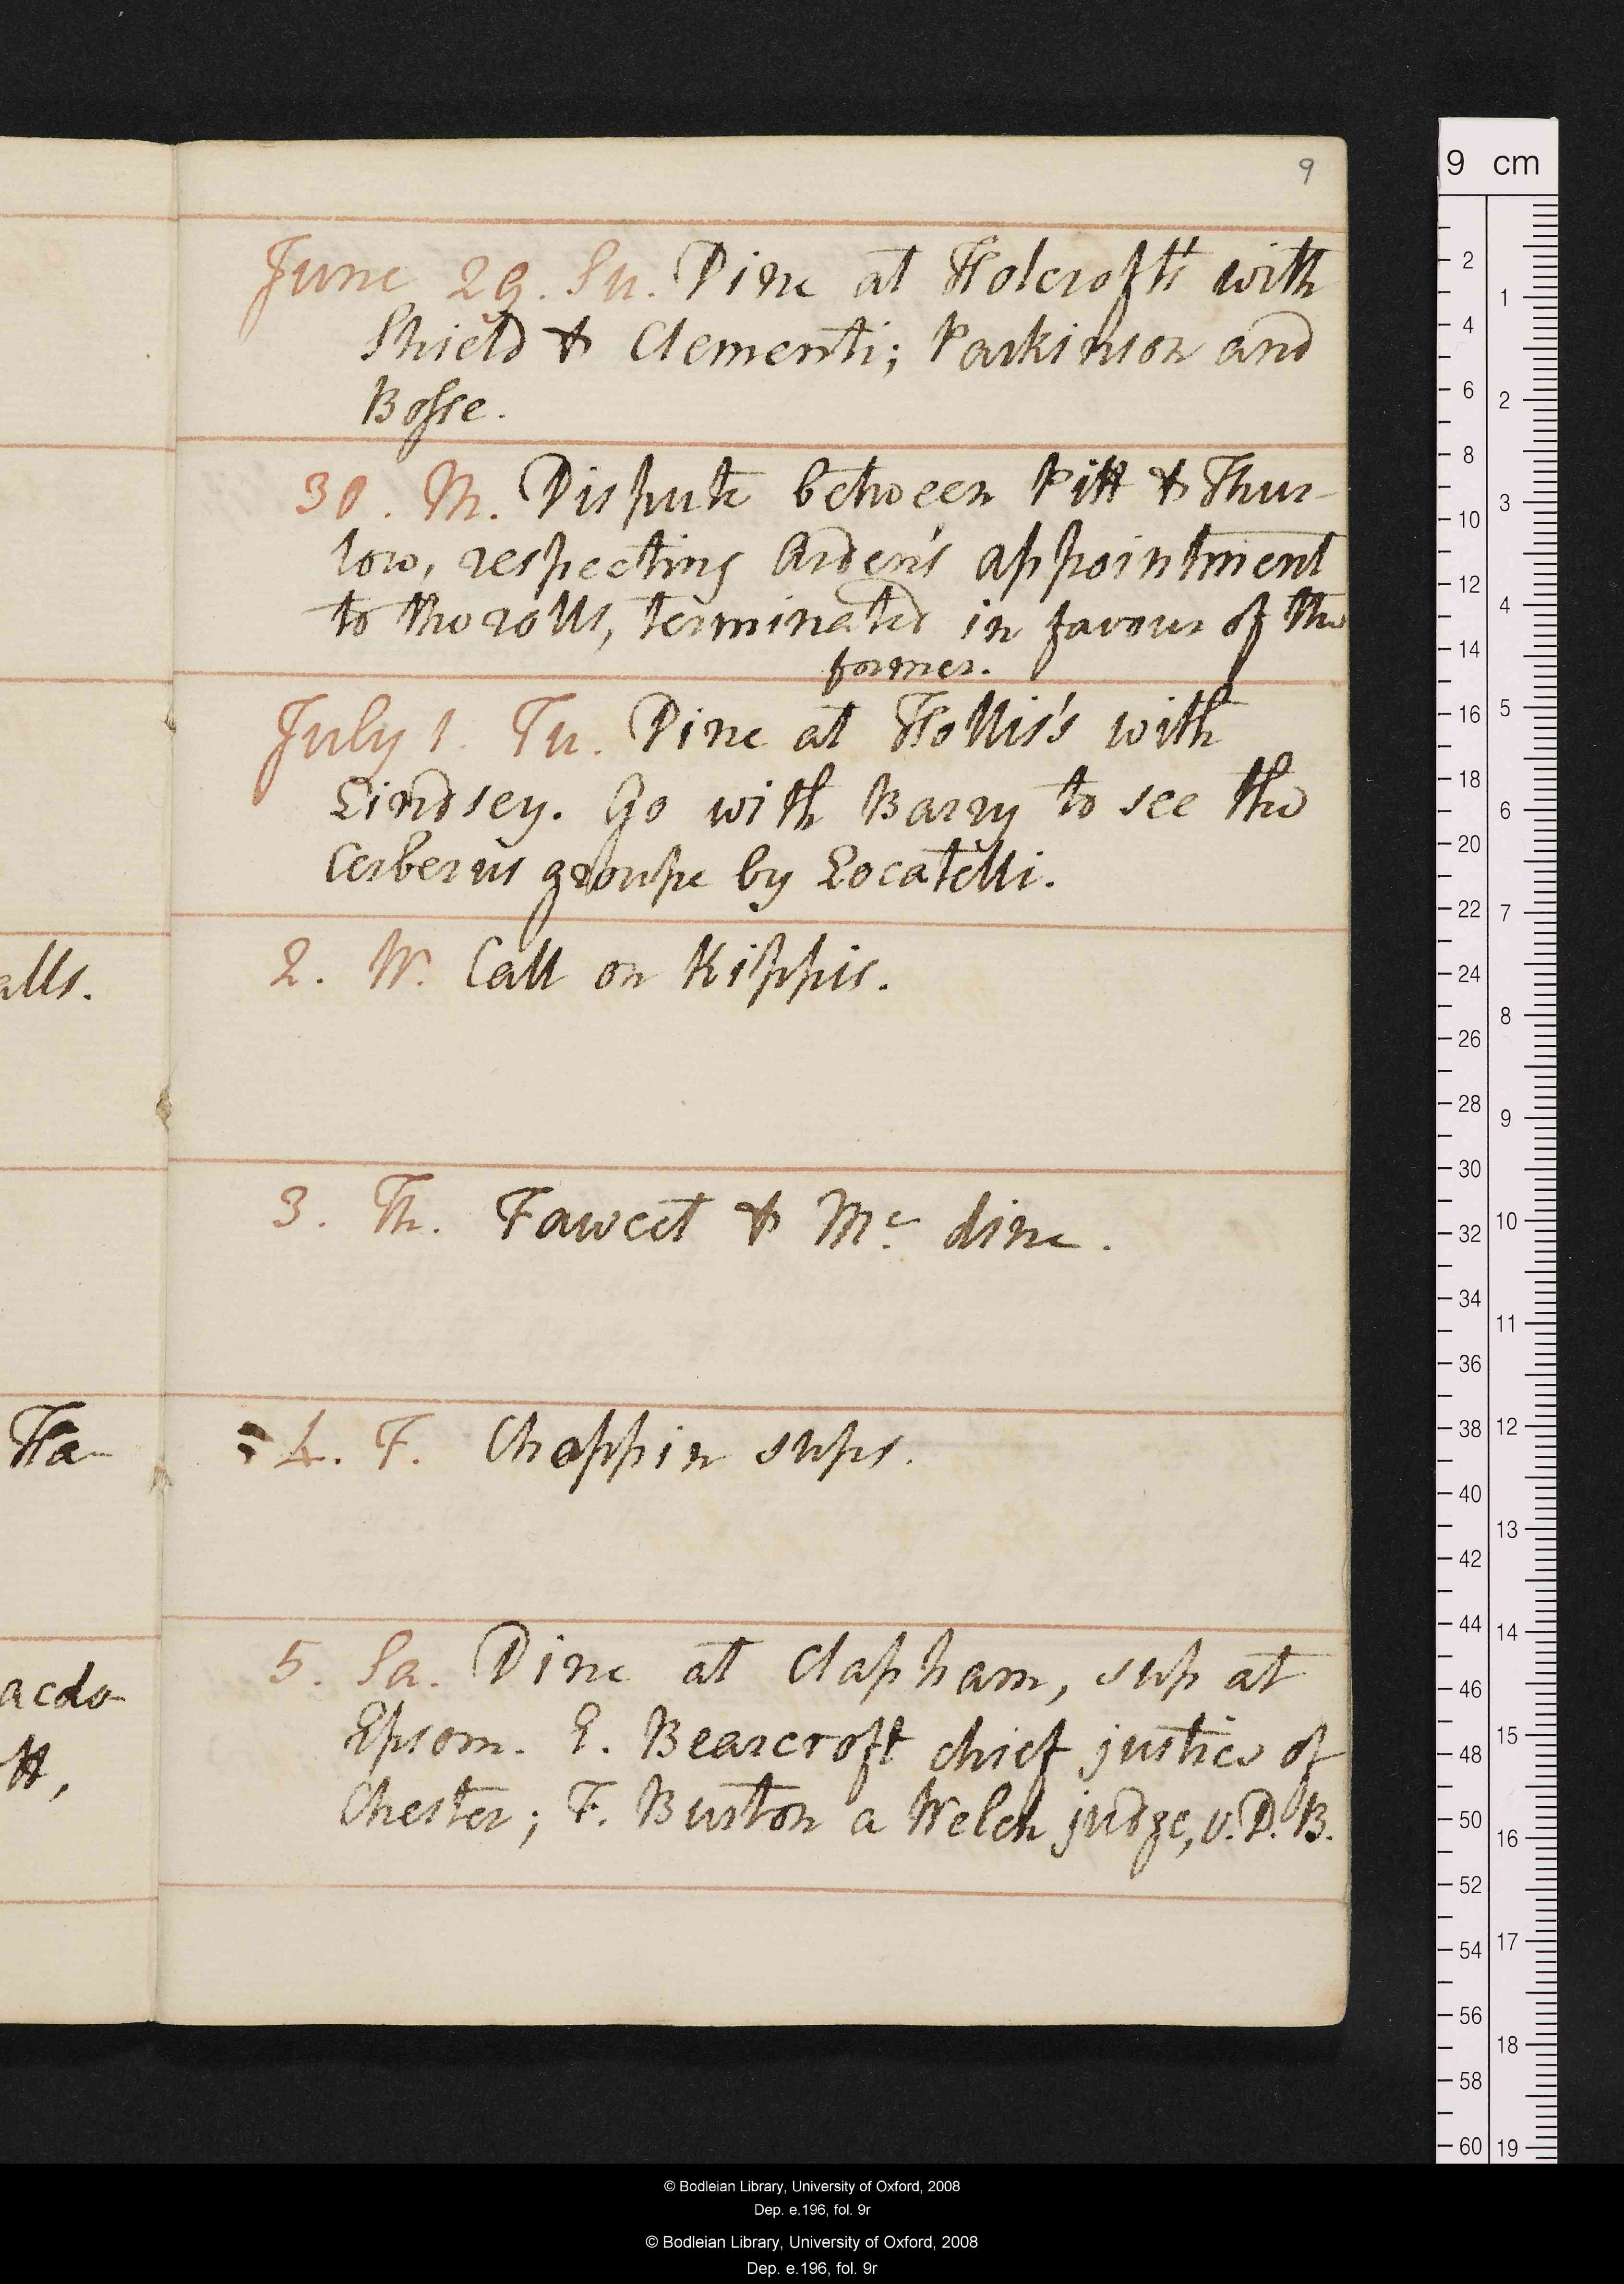 9
June 29. Su. Dine at Holcroft's with
Shield & Clementi; Parkinson and
Bosse.
30. M. Dispute between Pitt & Thur-
low, respecting Arden's appointment
to the rolls, terminated in favour of the
former.
July 1. Tu. Dine at Hollis's with
Lindsey. Go with Barry to see the
Cerberus groupe by Locatelli.
2. W. Call on Kippis.
3. Th. Fawcet & Mc. dine.
4. F. Chappin sups.
5. Sa. Dine at Clapham, sup at
Epsom. E. Bearcroft chief justice of
Chester; F. Burton a Welch judge, v. D. B.
alls.
Ha-
acdo-
tt,
9 cm
2
4
6
8
10
12
14
16
18
20
22
24
26
28
30
32
34
36
38
40
42
44
46
48
50
52
54
56
58
60
1
2
3
4
5
6
7
8
9
10
11
12
13
14
15
16
17
18
19
© Bodleian Library, University of Oxford, 2008
Dep. e.196, fol. 9r
© Bodleian Library, University of Oxford, 2008
Dep. e.196, fol. 9r